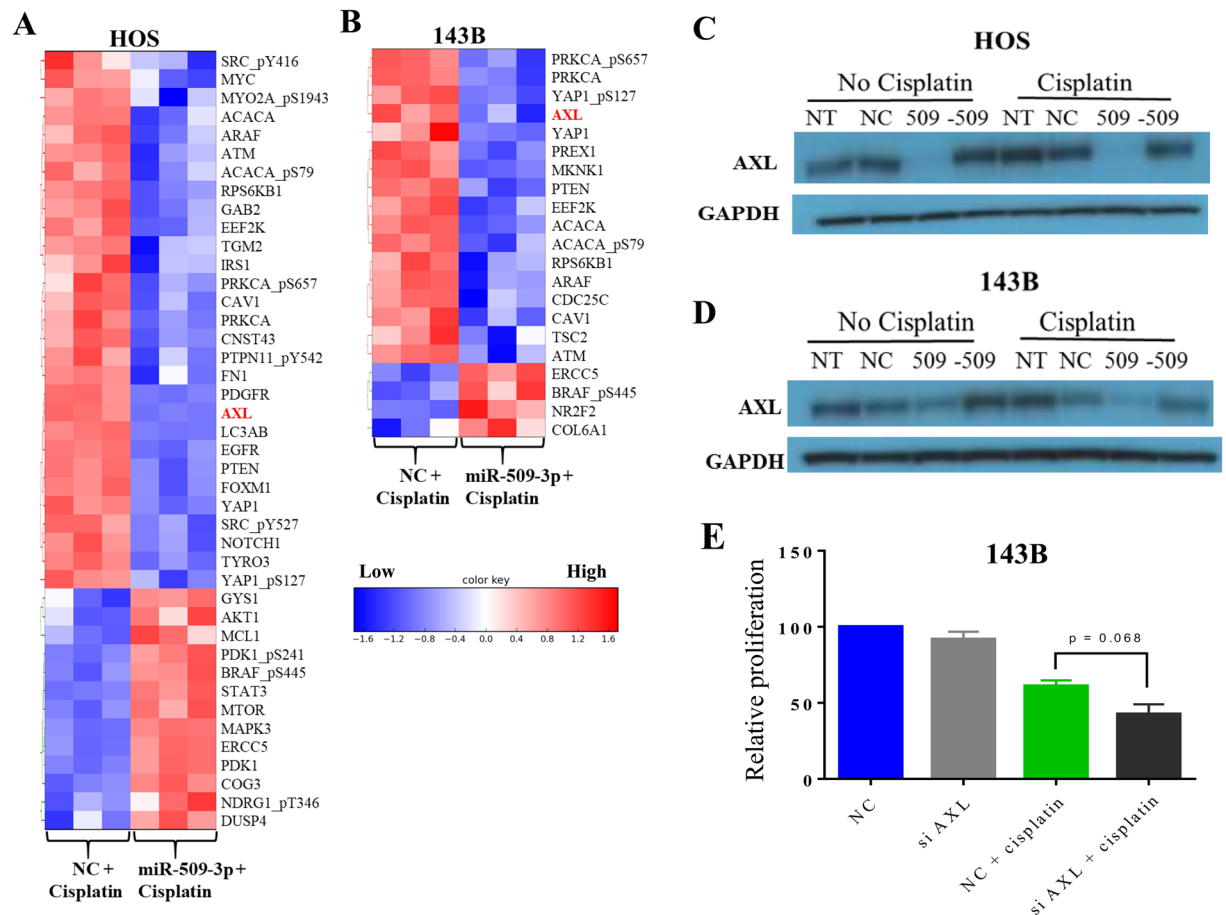 A
HOS
SRC_pY416
MYC
MYO2A_pS1943
ACACA
ARAF
ATM
ACACA_pS79
RPS6KB1
GAB2
EEF2K
TGM2
IRS1
PRKCA_pS657
CAV1
PRKCA
CNST43
PTPN11_pY542
FN1
PDGFR
AXL
LC3AB
EGFR
PTEN
FOXM1
YAP1
SRC_pY527
NOTCH1
TYRO3
YAP1_pS127
GYS1
AKT1
MCL1
PDK1_pS241
BRAF_pS445
STAT3
MTOR
MAPK3
ERCC5
PDK1
COG3
NDRG1_pT346
DUSP4
NC + miR-509-3p+
Cisplatin Cisplatin
B
143B
PRKCA_pS657
PRKCA
YAP1_pS127
AXL
YAP1
PREX1
MKNK1
PTEN
EEF2K
ACACA
ACACA_pS79
RPS6KB1
ARAF
CDC25C
CAV1
TSC2
ATM
ERCC5
BRAF_pS445
NR2F2
COL6A1
NC + miR-509-3p+
Cisplatin Cisplatin
Low High
color key
−1.6 −1.2 −0.8 −0.4 0.0 0.4 0.8 1.2 1.6
C
HOS
No Cisplatin Cisplatin
NT NC 509 -509 NT NC 509 -509
AXL
GAPDH
D
143B
No Cisplatin Cisplatin
NT NC 509 -509 NT NC 509 -509
AXL
GAPDH
E
143B
Relative proliferation
150
100
50
0
p = 0.068
NC
si AXL
NC + cisplatin
si AXL + cisplatin